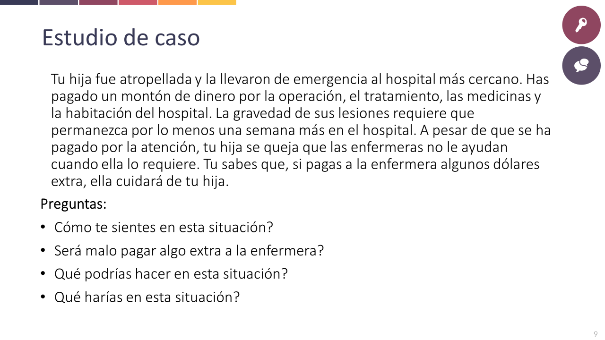 Estudio de caso
Tu hija fue atropellada y la llevaron de emergencia al hospital más cercano. Has
pagado un montón de dinero por la operación, el tratamiento, las medicinas y
la habitación del hospital. La gravedad de sus lesiones requiere que
permanezca por lo menos una semana más en el hospital. A pesar de que se ha
pagado por la atención, tu hija se queja que las enfermeras no le ayudan
cuando ella lo requiere. Tu sabes que, si pagas a la enfermera algunos dólares
extra, ella cuidará de tu hija.
Preguntas:
• Cómo te sientes en esta situación?
• Será malo pagar algo extra a la enfermera?
• Qué podrías hacer en esta situación?
• Qué harías en esta situación?
9